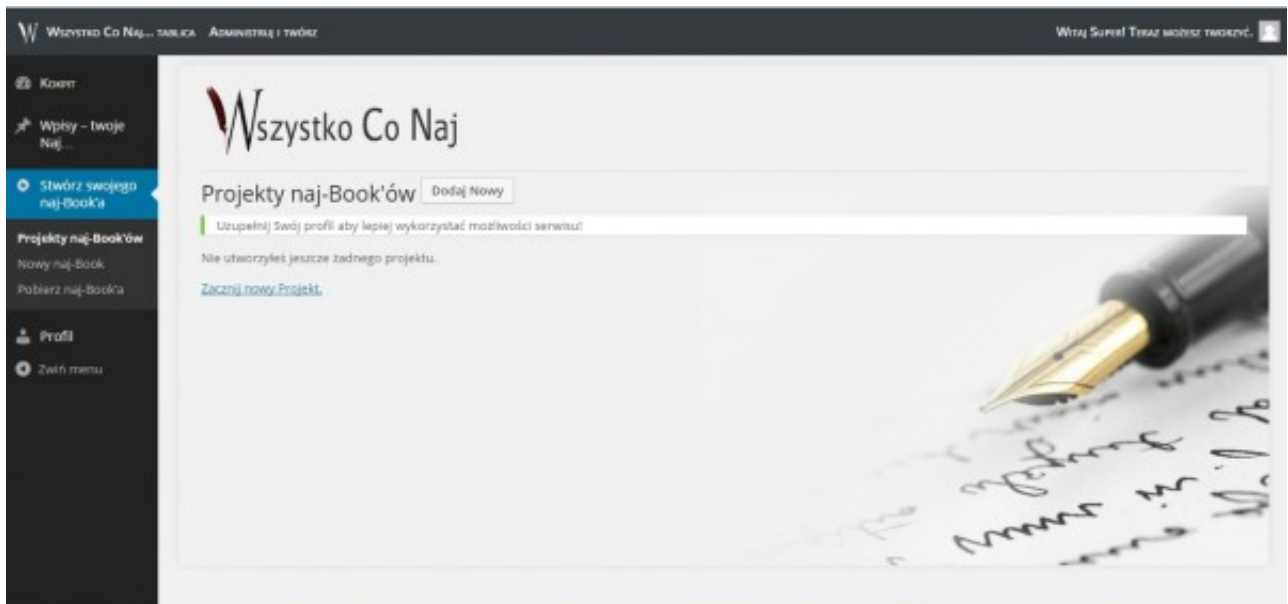 Wszystko Co Naj... tablica Administruj i twórz Witaj Super! Teraz możesz tworzyć.
Kokpit
Wpisy – twoje
Naj...
Stwórz swojego
naj-Book'a
Projekty naj-Book'ów
Nowy naj-Book
Pobierz naj-Book'a
Profil
Zwiń menu
Wszystko Co Naj
Projekty naj-Book'ów Dodaj Nowy
Uzupełnij Swój profil aby lepiej wykorzystać możliwości serwisu!
Nie utworzyłeś jeszcze żadnego projektu.
Zacznij nowy Projekt.